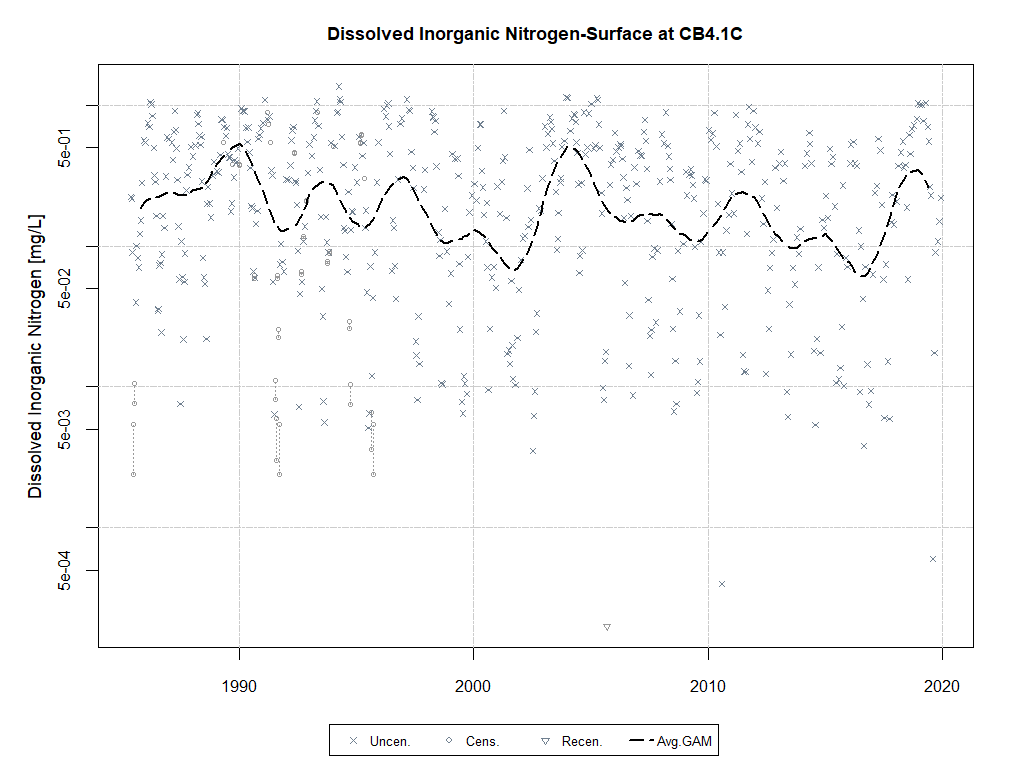 Dissolved Inorganic Nitrogen-Surface at CB4.1C
Dissolved Inorganic Nitrogen [mg/L]
5e-01
5e-02
5e-03
5e-04
1990 2000 2010 2020
Uncen. Cens. Recen. Avg.GAM